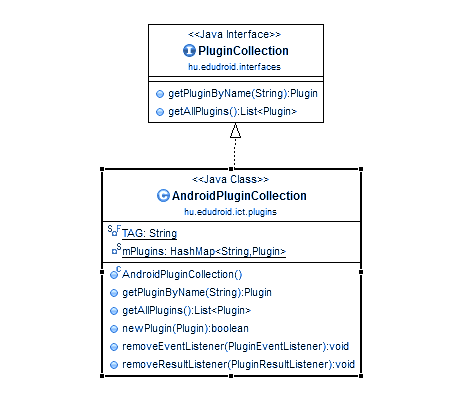 <<Java Interface>>
PluginCollection
hu.edudroid.interfaces
getPluginByName(String):Plugin
getAllPlugins():List<Plugin>
<<Java Class>>
AndroidPluginCollection
hu.edudroid.ict.plugins
TAG: String
mPlugins: HashMap<String,Plugin>
AndroidPluginCollection()
getPluginByName(String):Plugin
getAllPlugins():List<Plugin>
newPlugin(Plugin):boolean
removeEventListener(PluginEventListener):void
removeResultListener(PluginResultListener):void